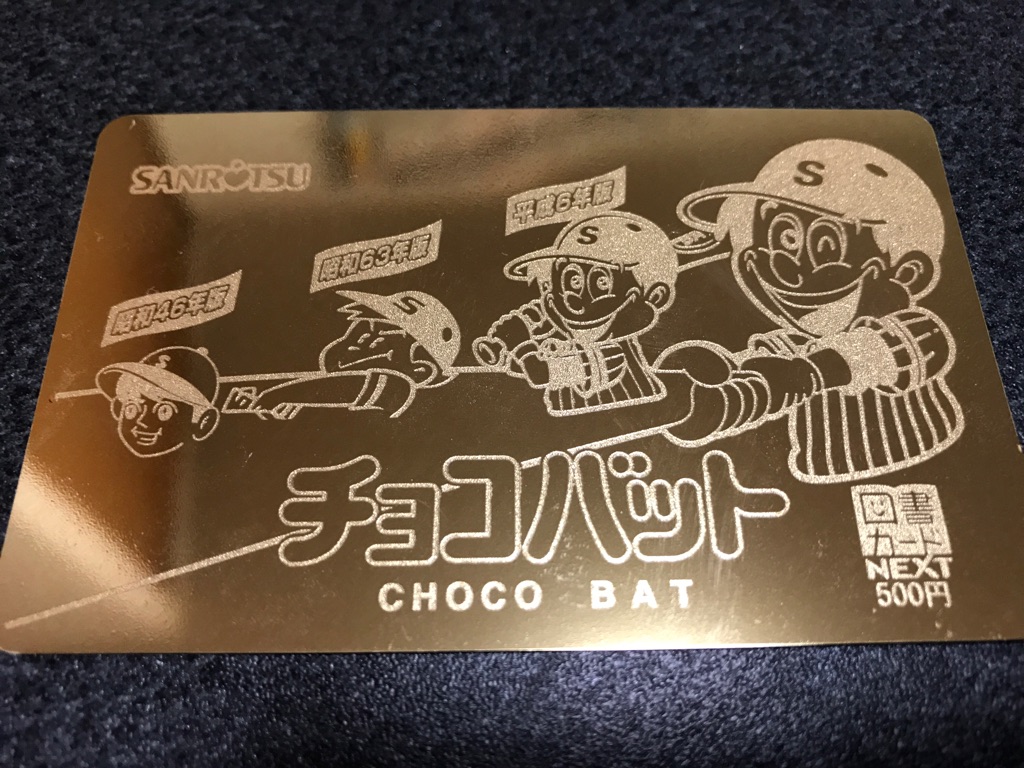 SANRITSU
昭和46年版
昭和63年版
平成6年版
S
S
S
S
チョコバット
CHOCO BAT
図書
カード
NEXT
500円